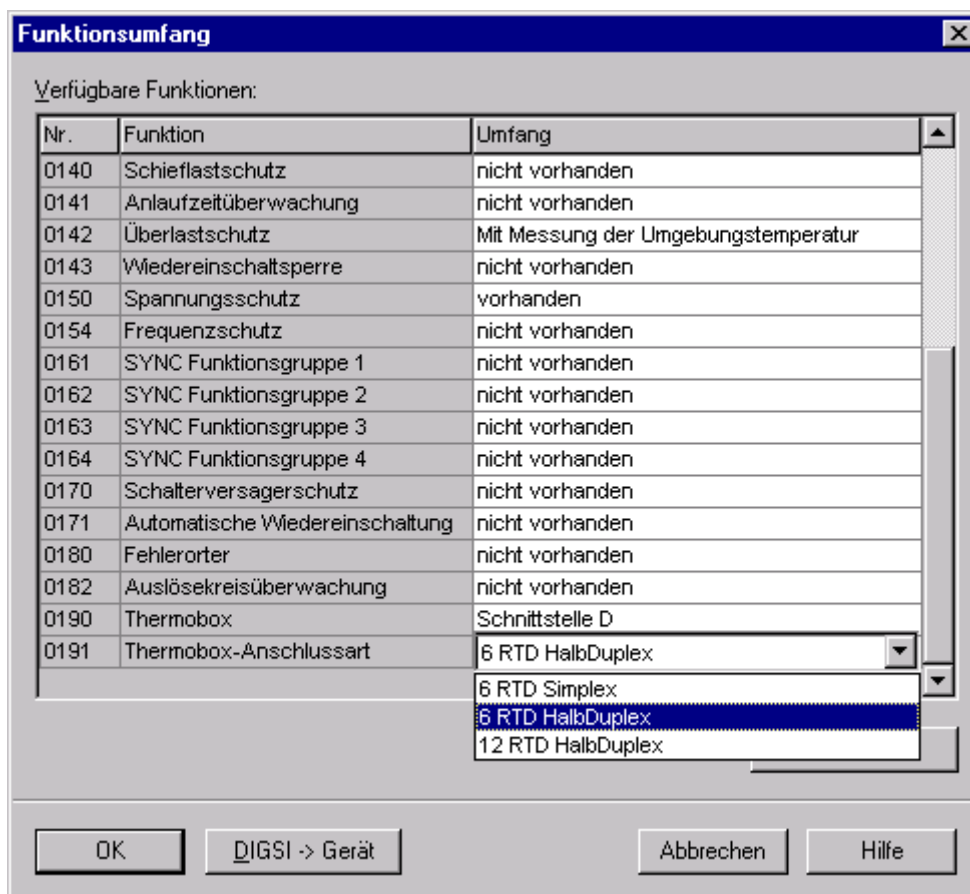 Funktionsumfang
Verfügbare Funktionen:
Nr. Funktion Umfang
0140 Schieflastschutz nicht vorhanden
0141 Anlaufzeitüberwachung nicht vorhanden
0142 Überlastschutz Mit Messung der Umgebungstemperatur
0143 Wiedereinschaltsperre nicht vorhanden
0150 Spannungsschutz vorhanden
0154 Frequenzschutz nicht vorhanden
0161 SYNC Funktionsgruppe 1 nicht vorhanden
0162 SYNC Funktionsgruppe 2 nicht vorhanden
0163 SYNC Funktionsgruppe 3 nicht vorhanden
0164 SYNC Funktionsgruppe 4 nicht vorhanden
0170 Schalterversagerschutz nicht vorhanden
0171 Automatische Wiedereinschaltung nicht vorhanden
0180 Fehlerorter nicht vorhanden
0182 Auslösekreisüberwachung nicht vorhanden
0190 Thermobox Schnittstelle D
0191 Thermobox-Anschlussart 6 RTD HalbDuplex
6 RTD Simplex
6 RTD HalbDuplex
12 RTD HalbDuplex
OK DIGSI -> Gerät Abbrechen Hilfe